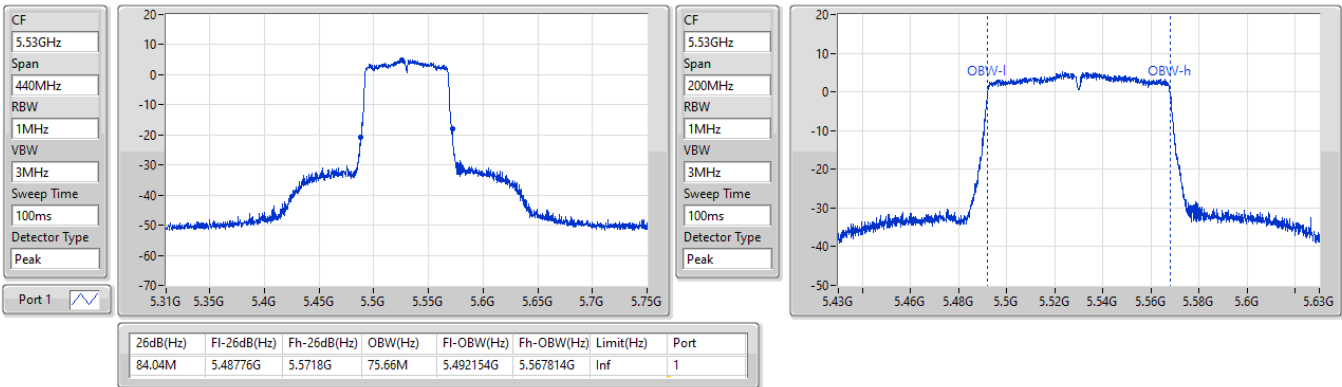 CF
5.53GHz
Span
440MHz
RBW
1MHz
VBW
3MHz
Sweep Time
100ms
Detector Type
Peak
Port 1
20
10
0
-10
-20
-30
-40
-50
-60
-70
5.31G 5.35G 5.4G 5.45G 5.5G 5.55G 5.6G 5.65G 5.7G 5.75G
CF
5.53GHz
Span
200MHz
RBW
1MHz
VBW
3MHz
Sweep Time
100ms
Detector Type
Peak
20
10
0
-10
-20
-30
-40
-50
OBW-l OBW-h
5.43G 5.46G 5.48G 5.5G 5.52G 5.54G 5.56G 5.58G 5.6G 5.63G
26dB(Hz) Fl-26dB(Hz) Fh-26dB(Hz) OBW(Hz) Fl-OBW(Hz) Fh-OBW(Hz) Limit(Hz) Port
84.04M 5.48776G 5.5718G 75.66M 5.492154G 5.567814G Inf 1